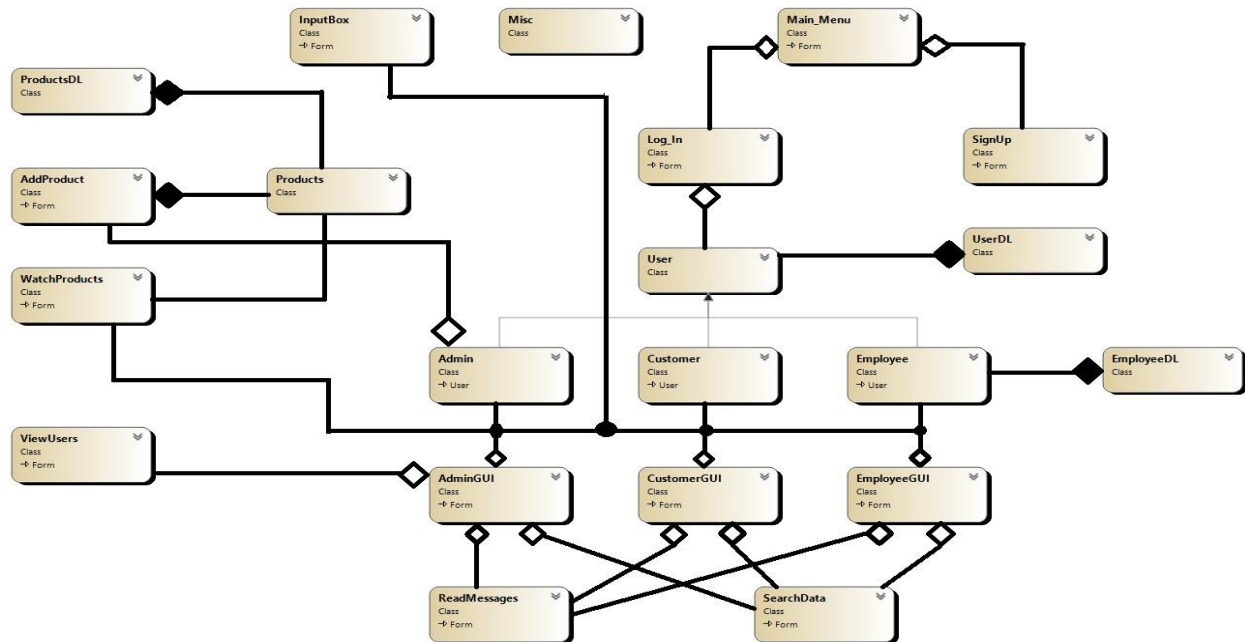 InputBox
Class
→ Form
Misc
Class
Main_Menu
Class
→ Form
ProductsDL
Class
Log_In
Class
→ Form
SignUp
Class
→ Form
AddProduct
Class
→ Form
Products
Class
User
Class
UserDL
Class
WatchProducts
Class
→ Form
Admin
Class
→ User
Customer
Class
→ User
Employee
Class
→ User
EmployeeDL
Class
ViewUsers
Class
→ Form
AdminGUI
Class
→ Form
CustomerGUI
Class
→ Form
EmployeeGUI
Class
→ Form
ReadMessages
Class
→ Form
SearchData
Class
→ Form